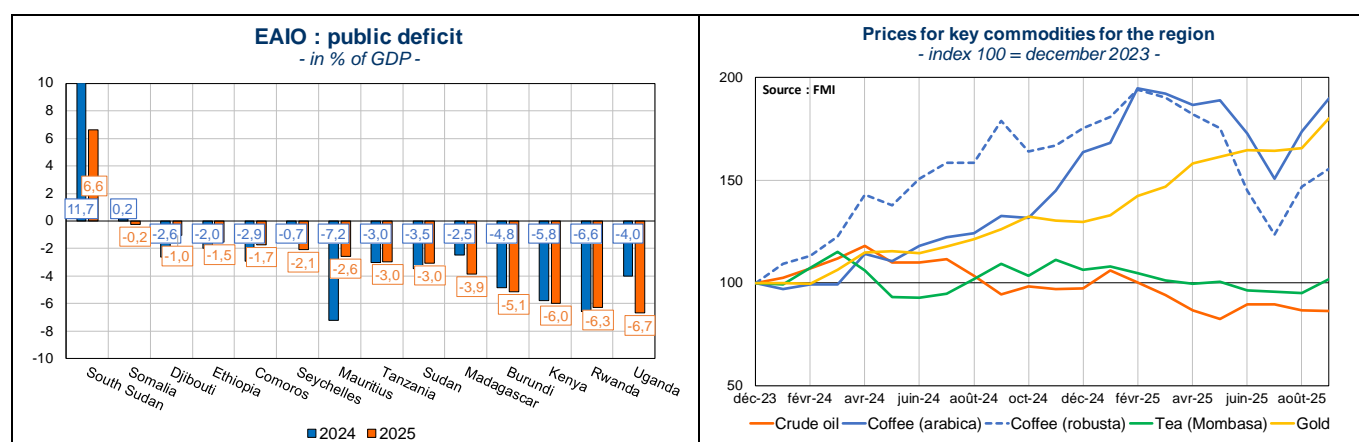 EAIO : public deficit
- in % of GDP -
10
8
6
4
2
0
-2
-4
-6
-8
-10
11,7
0,2
-2,6
-2,0
-2,9
-0,7
-7,2
-3,0
-3,5
-2,5
-4,8
-5,8
-6,6
-4,0
6,6
-0,2
-1,0
-1,5
-1,7
-2,1
-2,6
-3,0
-3,0
-3,9
-5,1
-6,0
-6,3
-6,7
South Sudan
Somalia
Djibouti
Ethiopia
Comoros
Seychelles
Mauritius
Tanzania
Sudan
Madagascar
Burundi
Kenya
Rwanda
Uganda
2024 2025
Prices for key commodities for the region
- index 100 = december 2023 -
Source : FMI
200
150
100
50
déc-23 févr-24 avr-24 juin-24 août-24 oct-24 déc-24 févr-25 avr-25 juin-25 août-25
Crude oil Coffee (arabica) Coffee (robusta) Tea (Mombasa) Gold